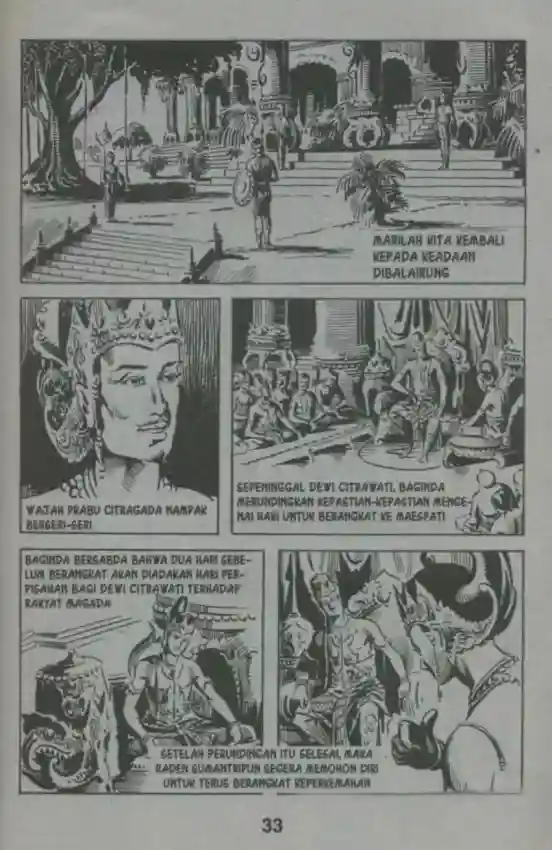 MARILAH KITA KEMBALI
KEPADA KEADAAN
DIBALAIRUNG
WAJAH PRABU CITRAGADA NAMPAK
BERSERI-SERI
SEPENINGGAL DEWI CITRAWATI, BAGINDA
MERUNDINGKAN KEPASTIAN-KEPASTIAN MENGE-
NAI HARI UNTUK BERANGKAT KE MAESPATI
BAGINDA BERSABDA BAHWA DUA HARI SEBE-
LUM BERANGKAT AKAN DIADAKAN HARI PER-
PISAHAN BAGI DEWI CITRAWATI TERHADAP
RAKYAT MAGADA
SETELAH PERUNDINGAN ITU SELESAI, MAKA
RADEN SUMANTRIPUN SEGERA MEMOHON DIRI
UNTUK TERUS BERANGKAT KEPERKEMAHAN
33